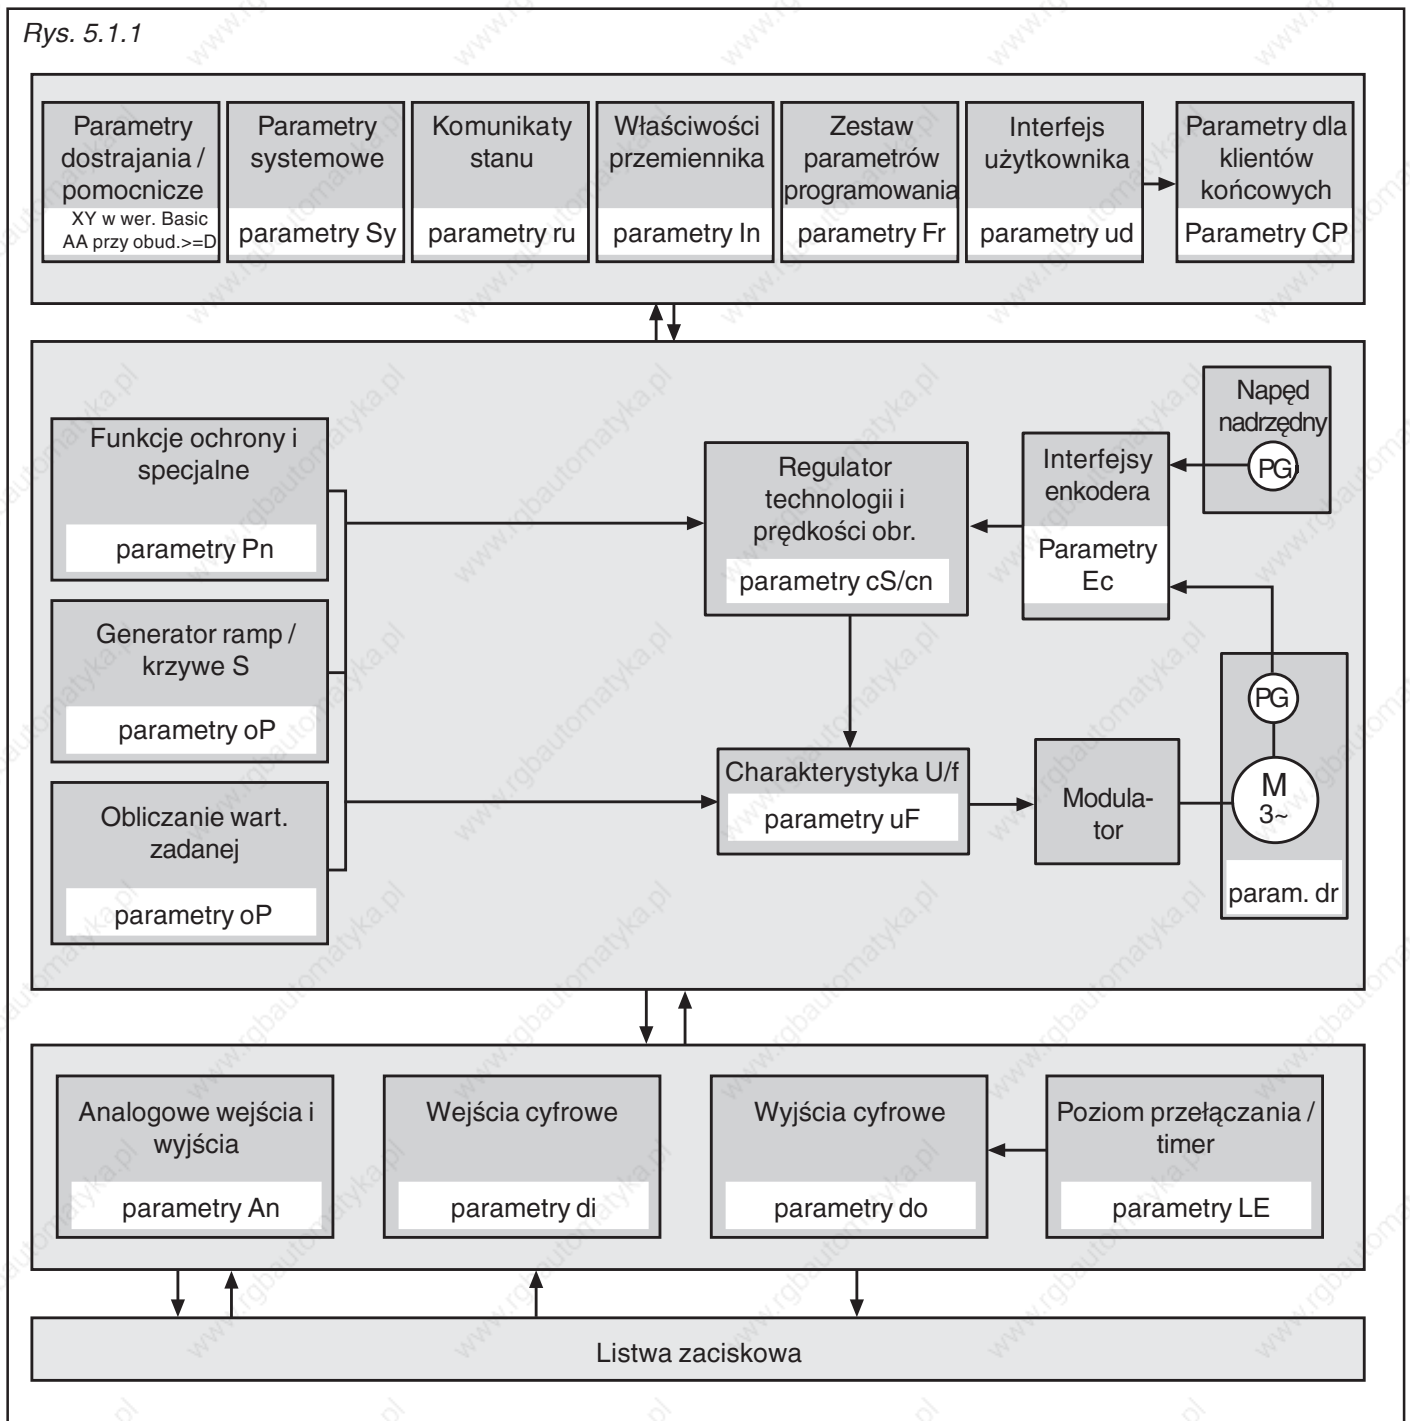 Rys. 5.1.1
Parametry
dostrajania /
pomocnicze
XY w wer. Basic
AA przy obud.>=D
Parametry
systemowe
parametry Sy
Komunikaty
stanu
parametry ru
Właściwości
przemiennika
parametry In
Zestaw
parametrów
programowania
parametry Fr
Interfejs
użytkownika
parametry ud
Parametry dla
klientów
końcowych
Parametry CP
Funkcje ochrony i
specjalne
parametry Pn
Generator ramp /
krzywe S
parametry oP
Obliczanie wart.
zadanej
parametry oP
Regulator
technologii i
prędkości obr.
parametry cS/cn
Interfejsy
enkodera
Parametry
Ec
Napęd
nadrzędny
PG
Charakterystyka U/f
parametry uF
Modula-
tor
PG
M
3~
param. dr
Analogowe wejścia i
wyjścia
parametry An
Wejścia cyfrowe
parametry di
Wyjścia cyfrowe
parametry do
Poziom przełączania /
timer
parametry LE
Listwa zaciskowa
www.rgbautomatyka.pl